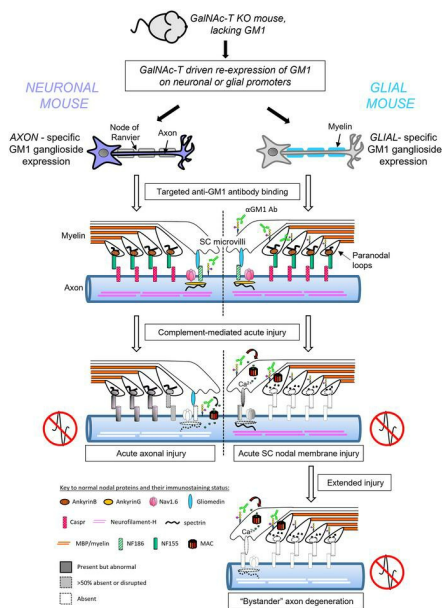 GalNAc-T KO mouse,
lacking GM1
GalNAc-T driven re-expression of GM1
on neuronal or glial promoters
NEURONAL
MOUSE
GLIAL
MOUSE
AXON - specific
GM1 ganglioside
expression
Node of
Ranvier
Axon
Myelin
GLIAL- specific
GM1 ganglioside
expression
Targeted anti-GM1 antibody binding
αGM1 Ab
Myelin
SC microvilli
Paranodal
loops
Axon
Complement-mediated acute injury
Ca²⁺
Acute axonal injury
Acute SC nodal membrane injury
Extended injury
Key to normal nodal proteins and their immunostaining status:
AnkyrinB
AnkyrinG
Nav1.6
Gliomedin
Caspr
Neurofilament-H
spectrin
MBP/myelin
NF186
NF155
MAC
Present but abnormal
>50% absent or disrupted
Absent
Ca²⁺
"Bystander" axon degeneration